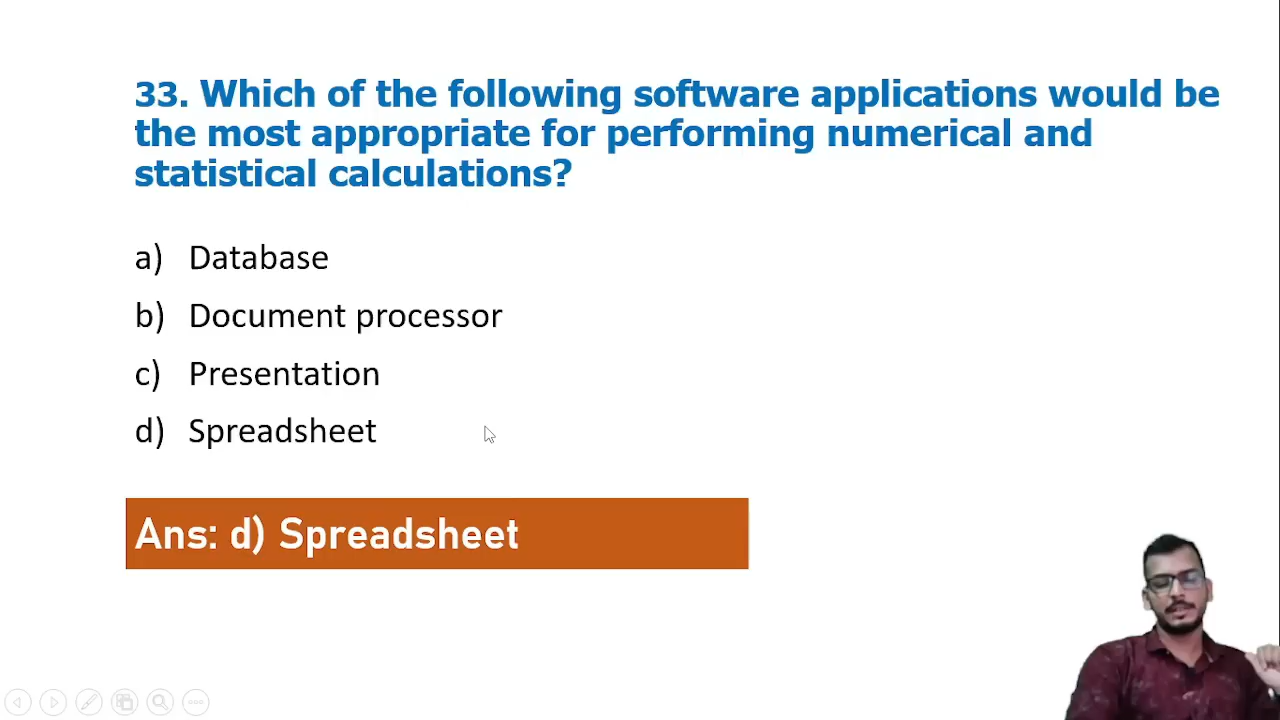 33. Which of the following software applications would be
the most appropriate for performing numerical and
statistical calculations?
a) Database
b) Document processor
c) Presentation
d) Spreadsheet
Ans: d) Spreadsheet